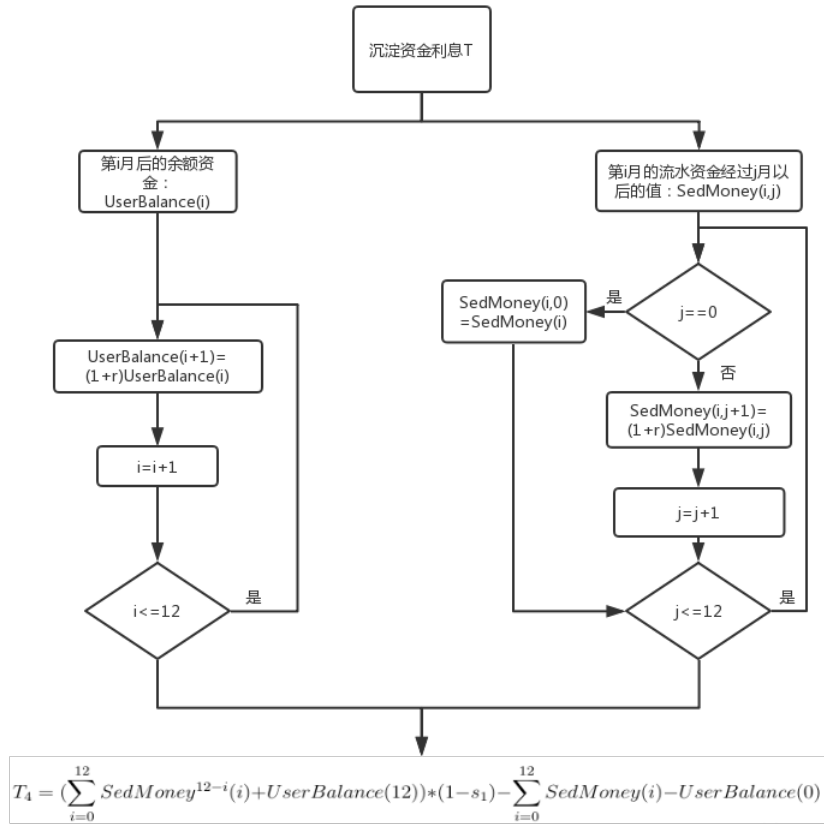 沉淀资金利息T
第i月后的余额资
金：
UserBalance(i)
第i月的流水资金经过j月以
后的值：SedMoney(i,j)
UserBalance(i+1)=
(1+r)UserBalance(i)
i=i+1
i<=12
是
SedMoney(i,0)
=SedMoney(i)
是
j==0
否
SedMoney(i,j+1)=
(1+r)SedMoney(i,j)
j=j+1
j<=12
是
T₄ = (∑_{i=0}^{12} SedMoney^{12−i}(i)+UserBalance(12))*(1−s₁)−∑_{i=0}^{12} SedMoney(i)−UserBalance(0)